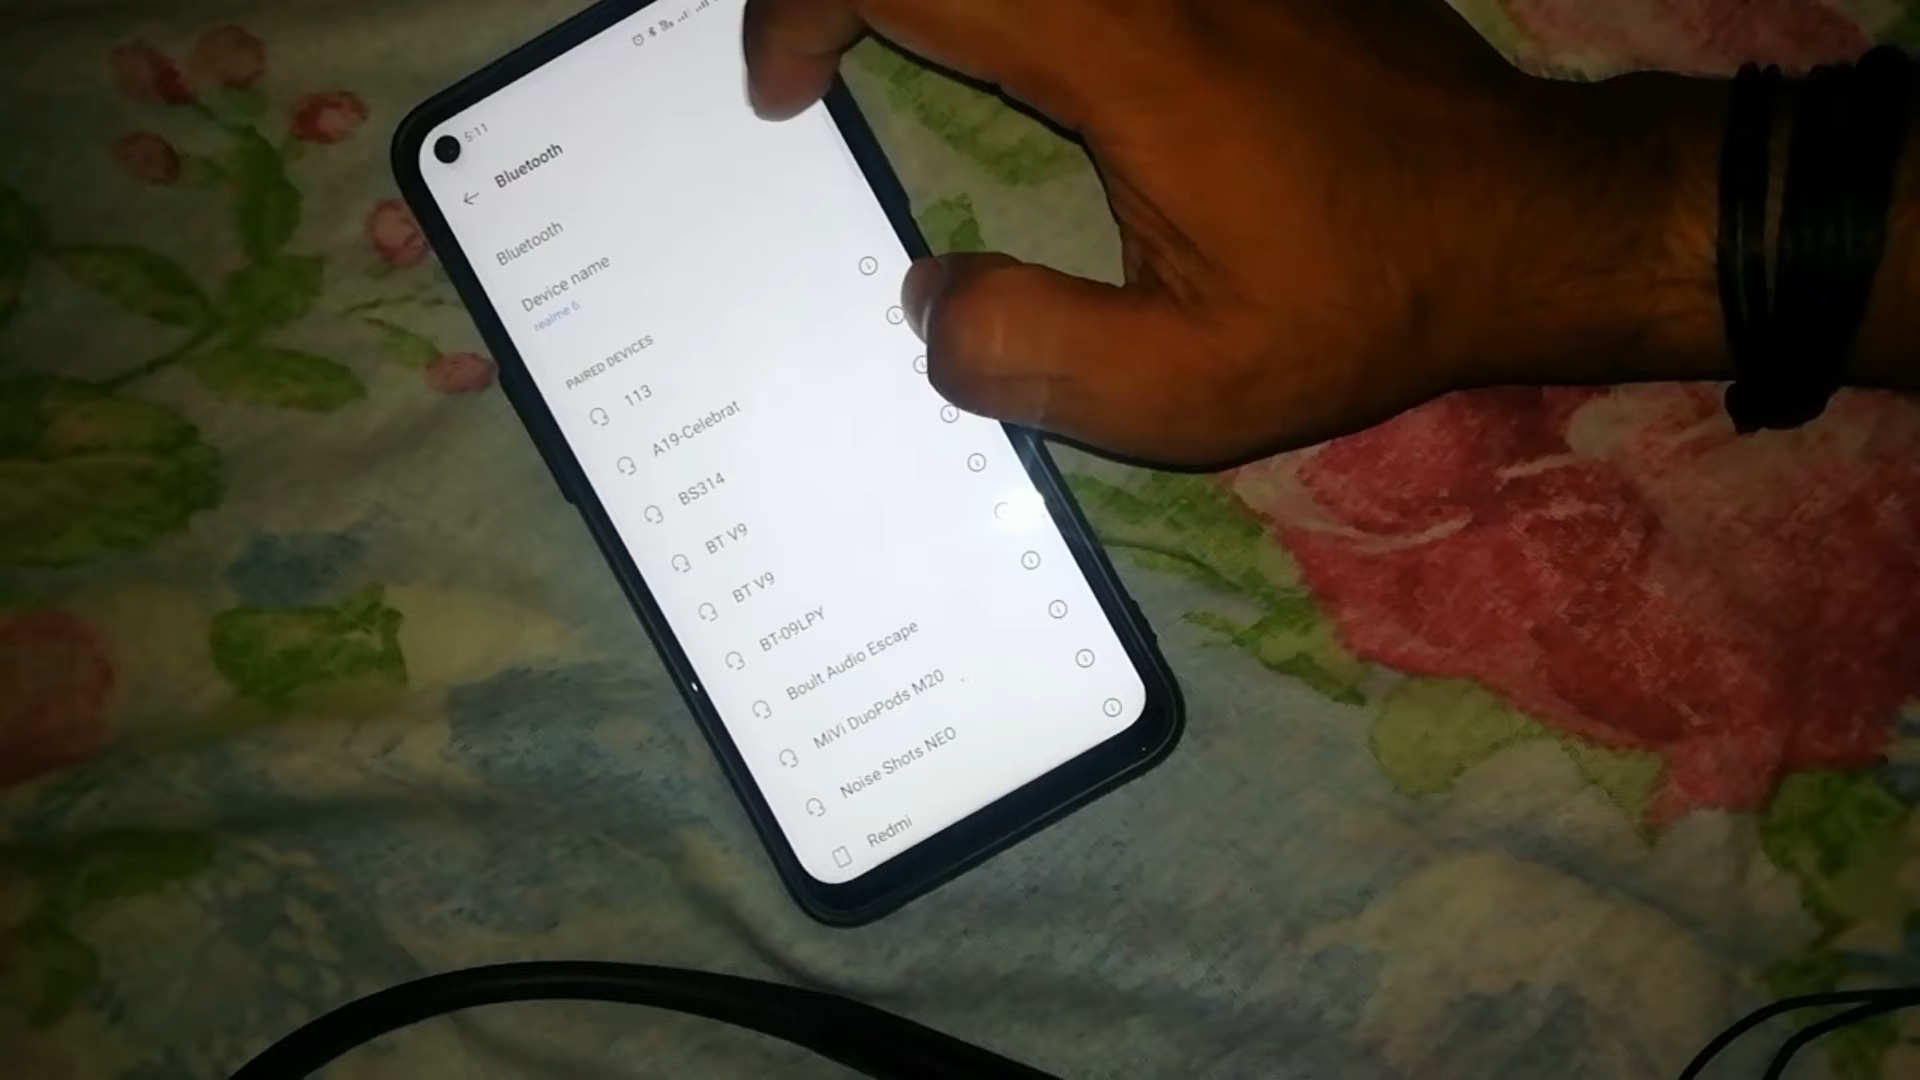 5:11
Bluetooth
Bluetooth
Device name
realme 6
PAIRED DEVICES
113
A19-Celebrat
BS314
BT V9
BT V9
BT-09LPY
Boult Audio Escape
MiVi DuoPods M20
Noise Shots NEO
Redmi